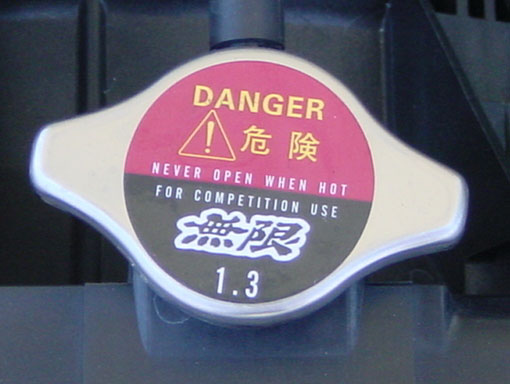 DANGER
危険
NEVER OPEN WHEN HOT
FOR COMPETITION USE
無限
1.3